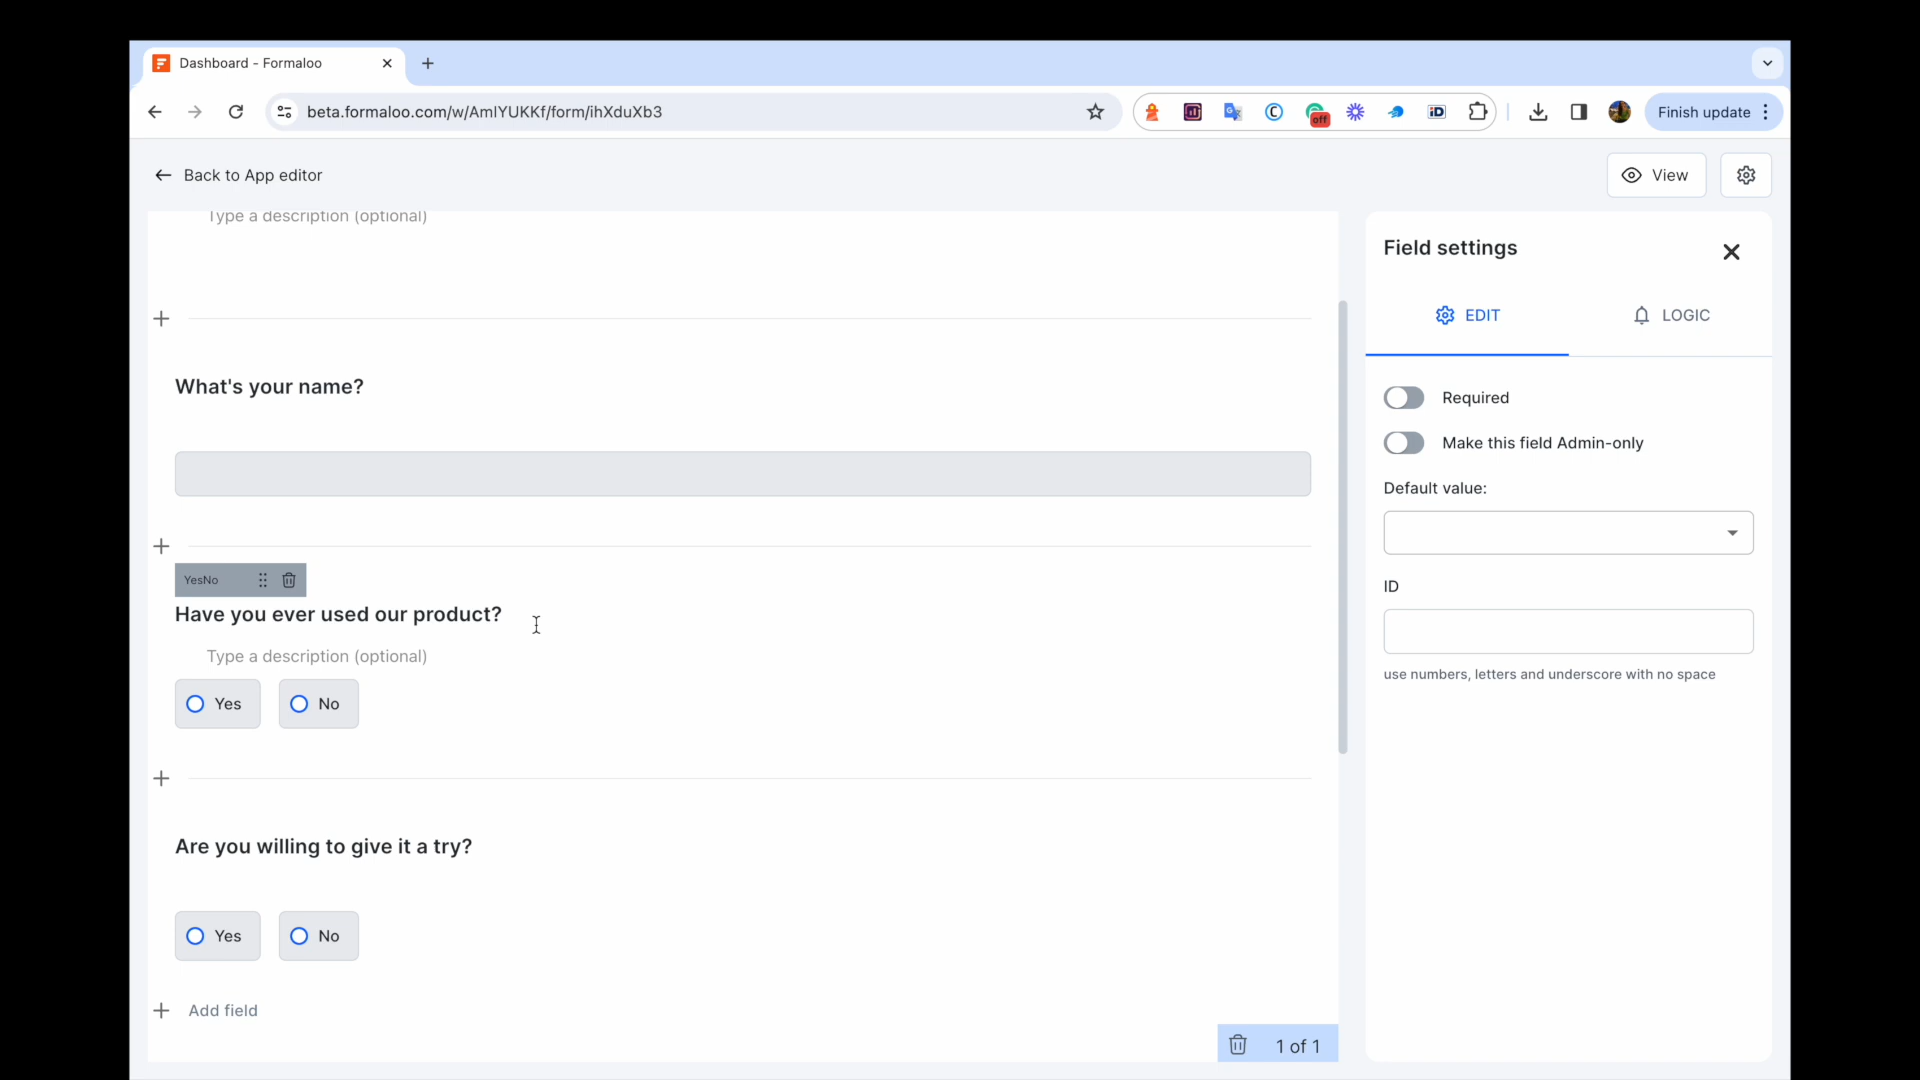 Dashboard - Formaloo
beta.formaloo.com/w/AmlYUKKf/form/ihXduXb3
off
iD
Finish update
Back to App editor
View
Type a description (optional)
Field settings
EDIT
LOGIC
What's your name?
Required
Make this field Admin-only
Default value:
YesNo
ID
Have you ever used our product?
Type a description (optional)
use numbers, letters and underscore with no space
Yes
No
Are you willing to give it a try?
Yes
No
Add field
1 of 1